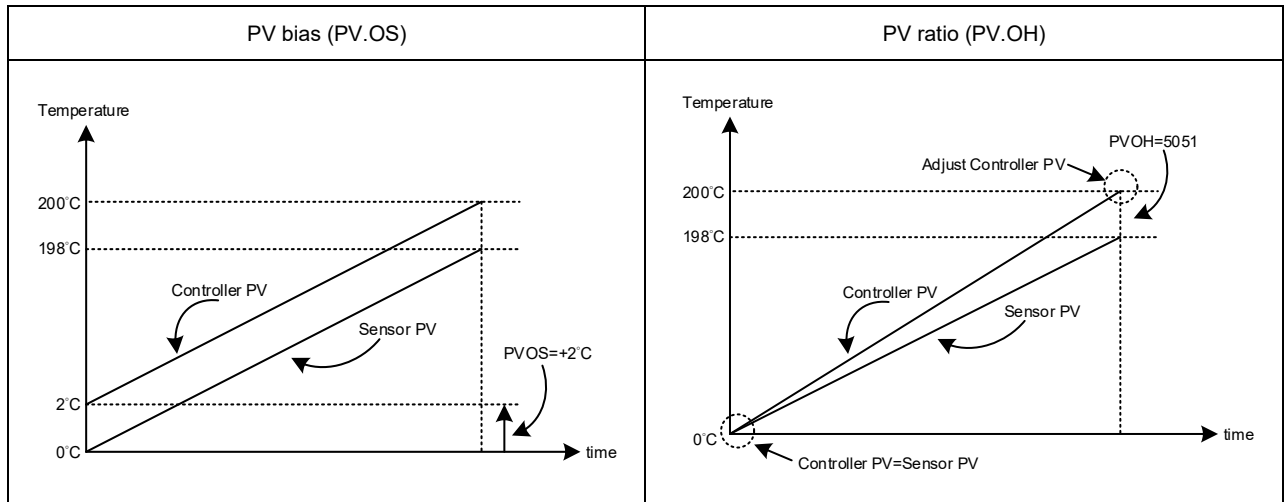 PV bias (PV.OS)
PV ratio (PV.OH)
Temperature
200°C
198°C
Controller PV
Sensor PV
PVOS=+2°C
2°C
0°C
time
Temperature
PVOH=5051
Adjust Controller PV
200°C
198°C
Controller PV
Sensor PV
0°C
time
Controller PV=Sensor PV